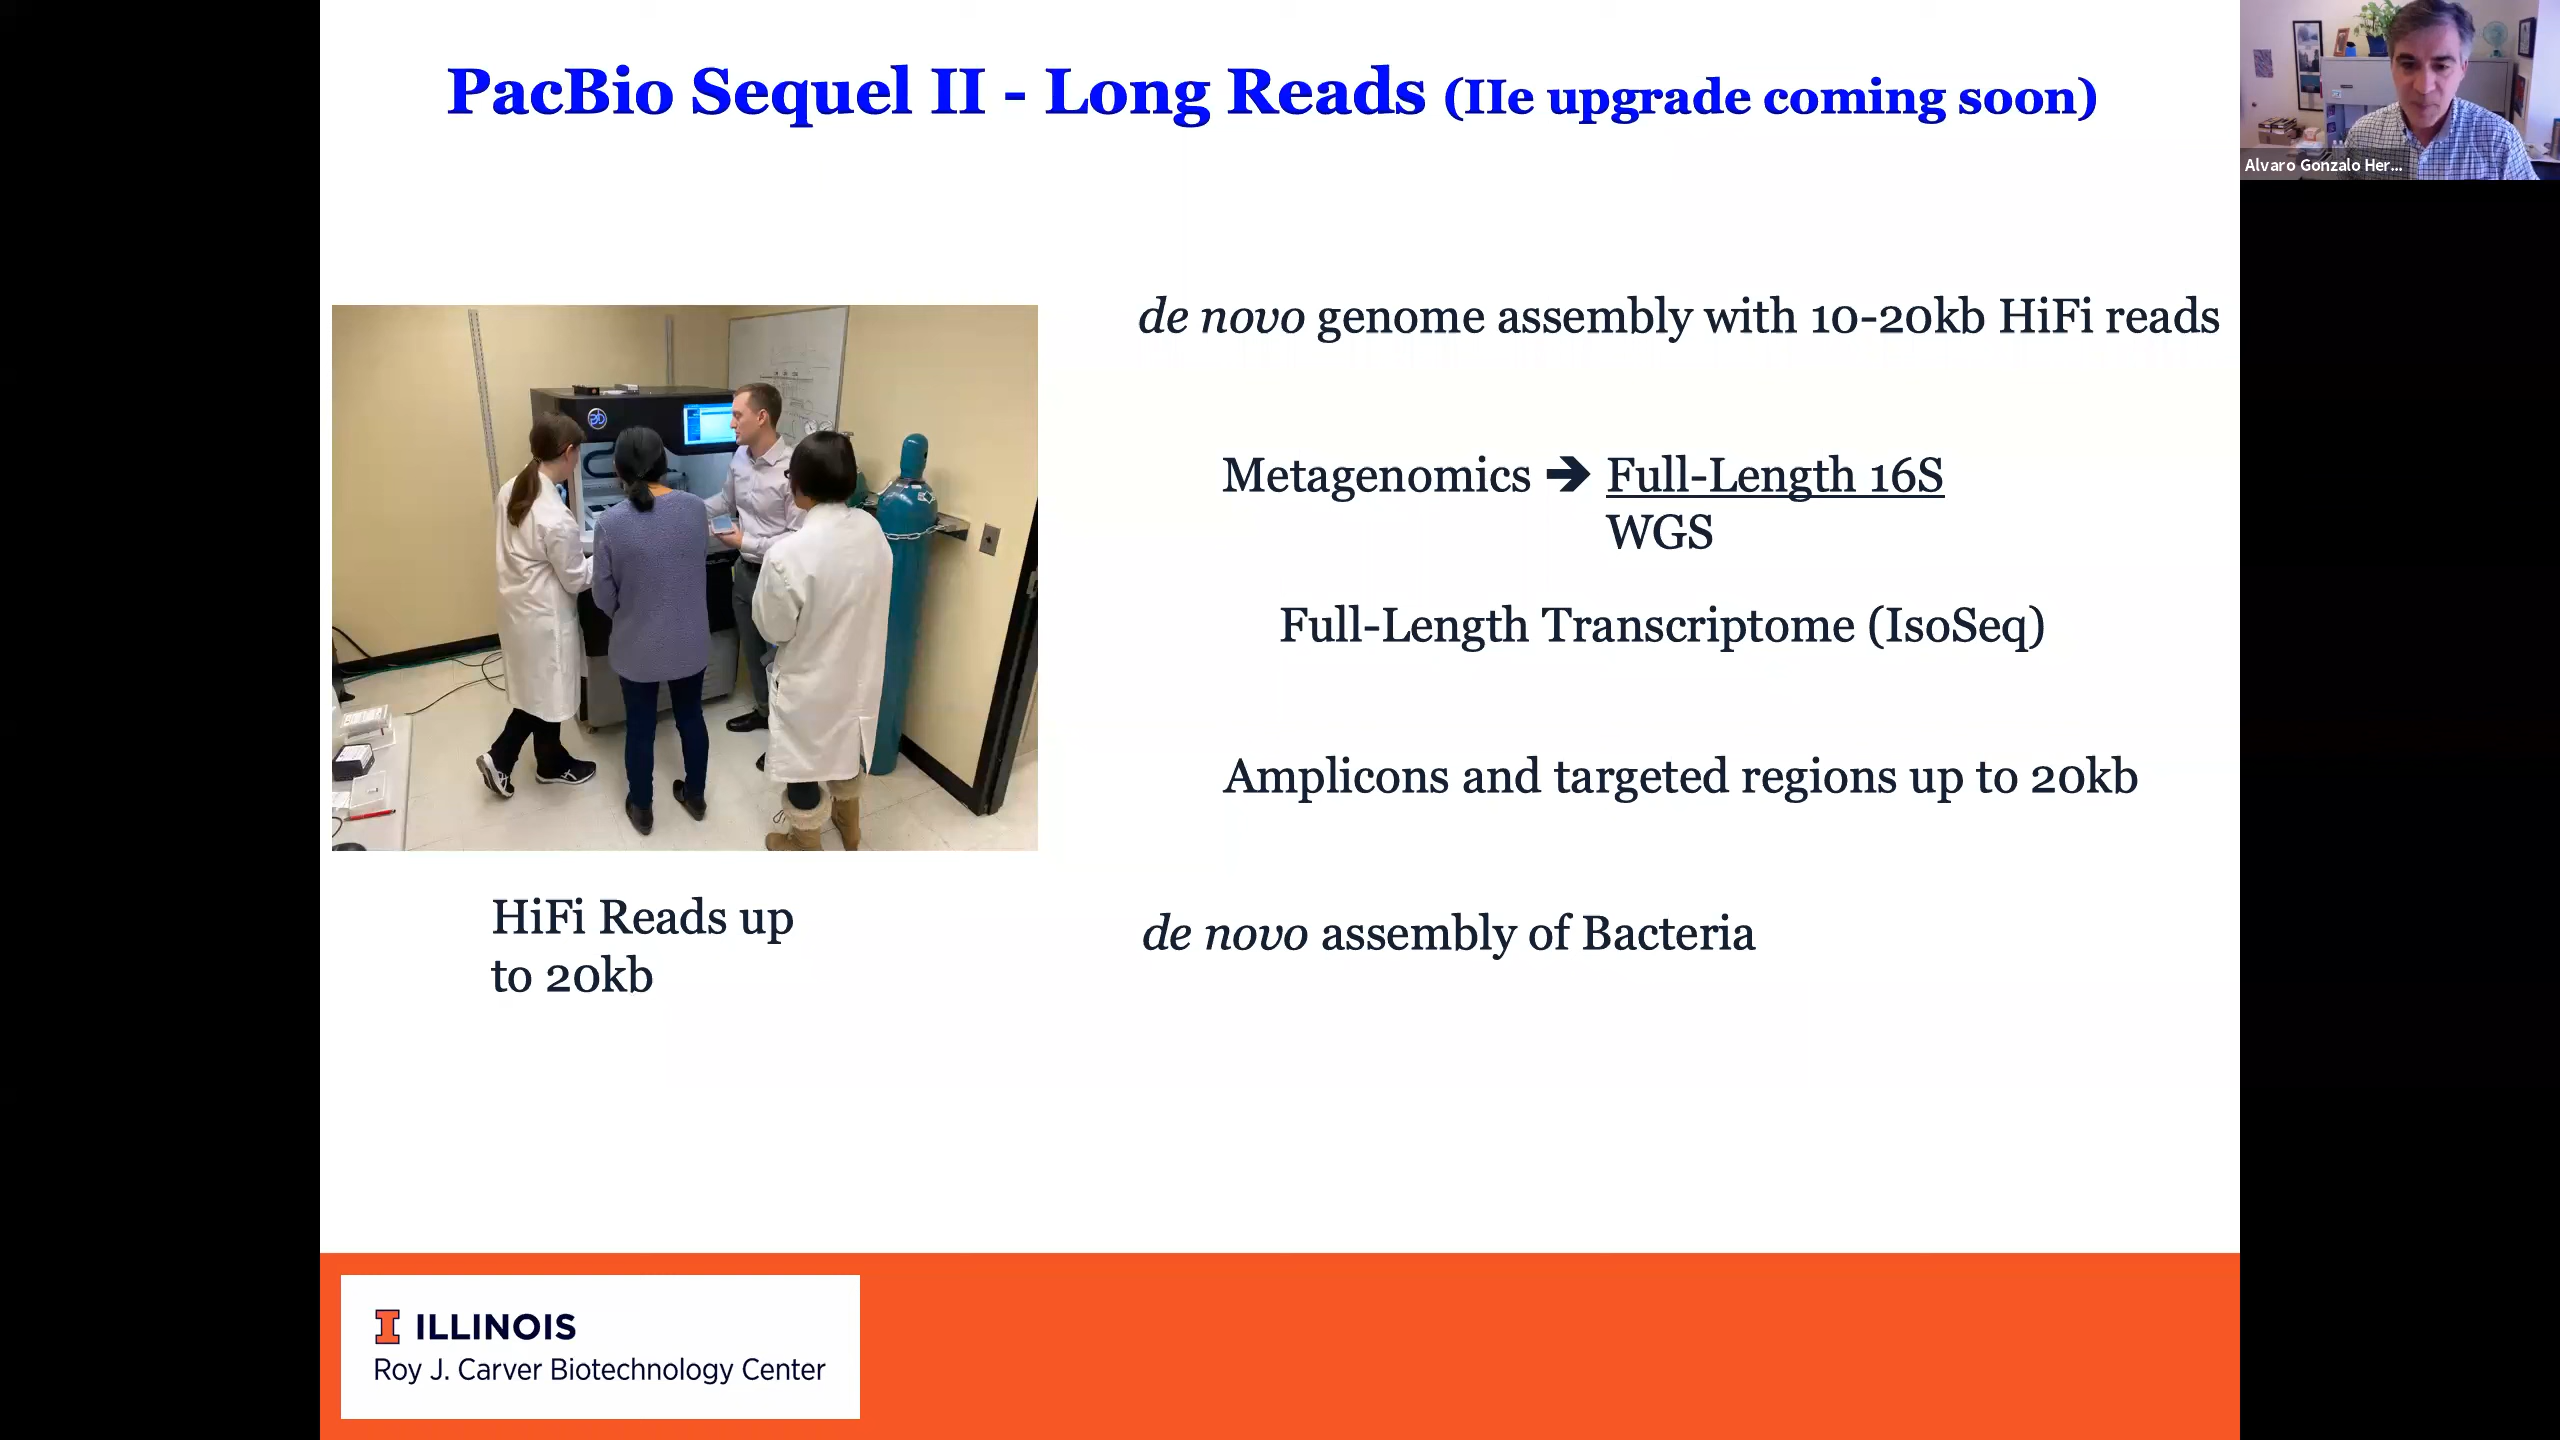 PacBio Sequel II - Long Reads (IIe upgrade coming soon)
Alvaro Gonzalo Her...
de novo genome assembly with 10-20kb HiFi reads
Metagenomics ➔ Full-Length 16S
WGS
Full-Length Transcriptome (IsoSeq)
Amplicons and targeted regions up to 20kb
HiFi Reads up
to 20kb
de novo assembly of Bacteria
I ILLINOIS
Roy J. Carver Biotechnology Center